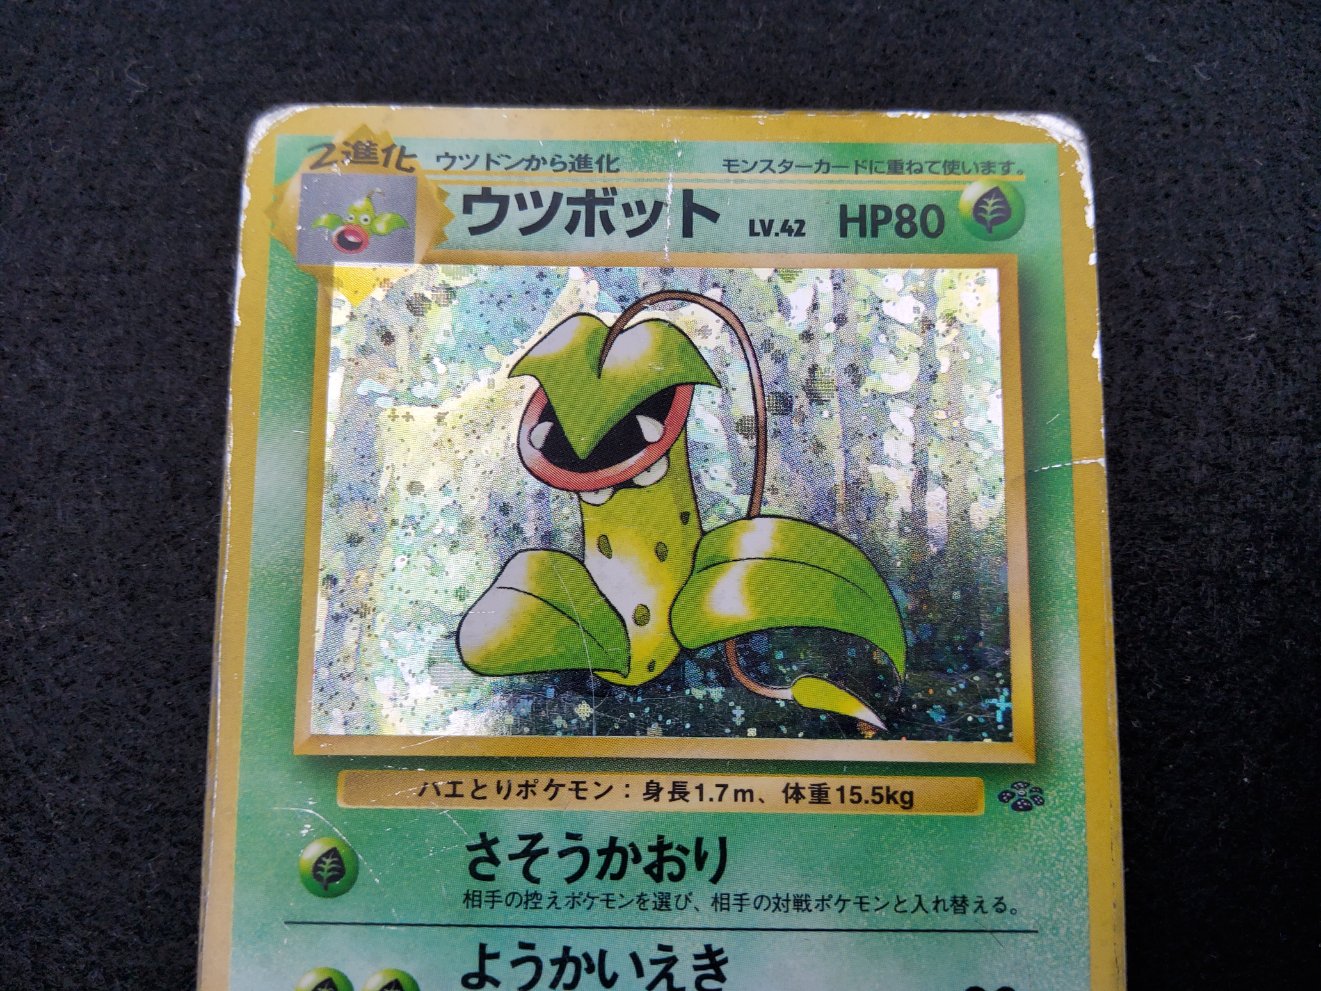 2進化 ウツドンから進化 モンスターカードに重ねて使います。
ウツボット LV.42 HP80
ハエとりポケモン：身長1.7m、体重15.5kg
さそうかおり
相手の控えポケモンを選び、相手の対戦ポケモンと入れ替える。
ようかいえき